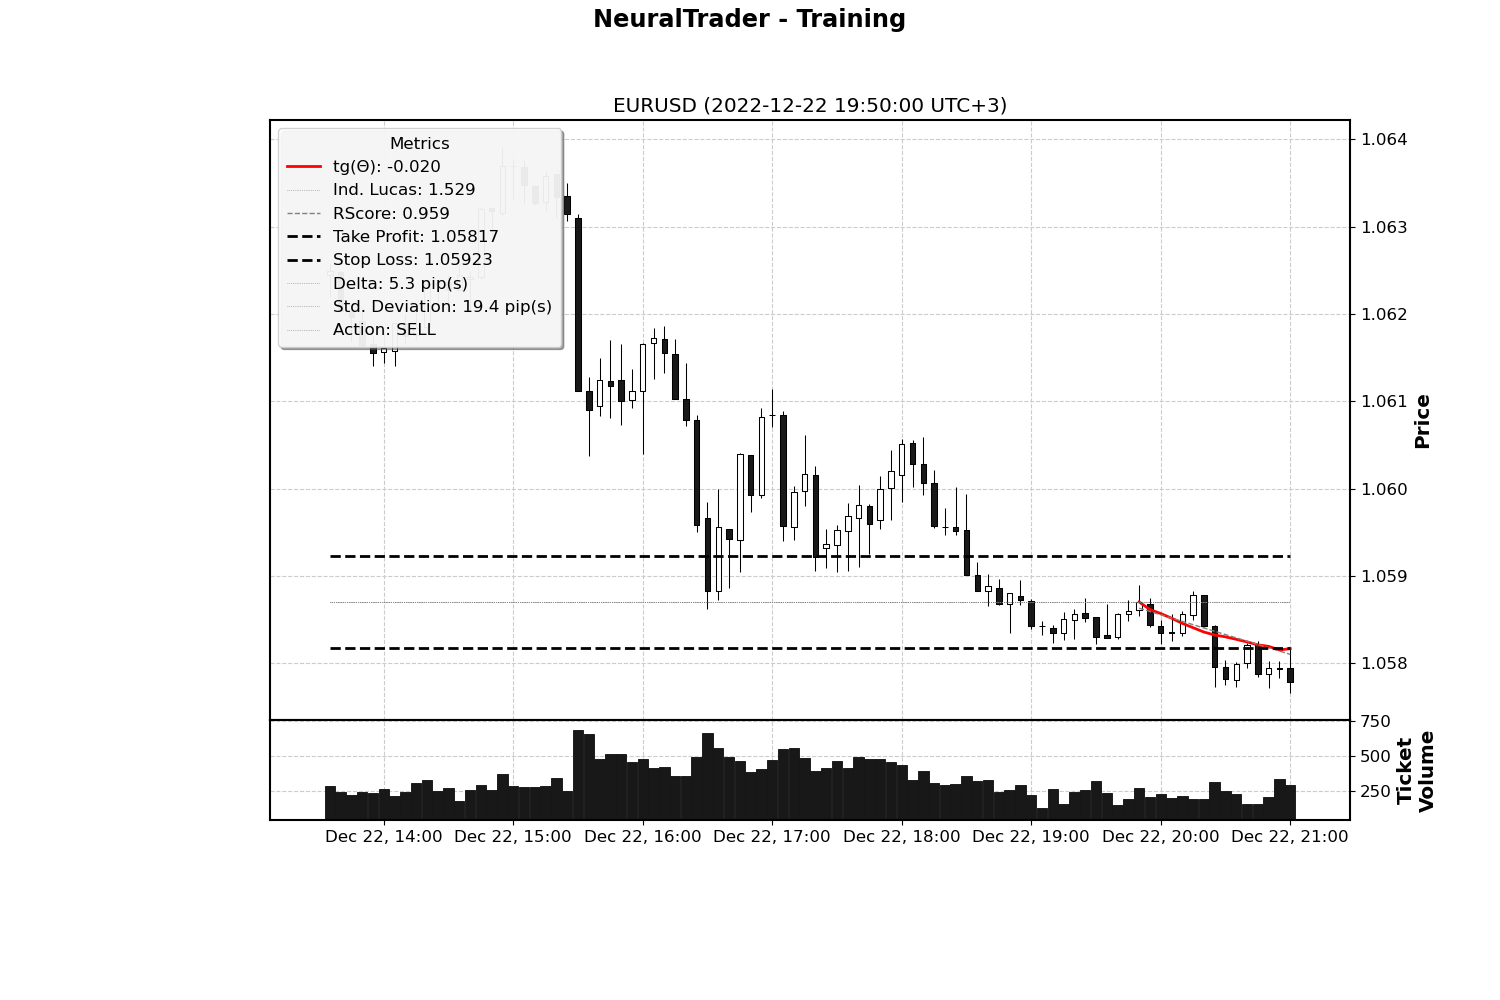 NeuralTrader - Training
EURUSD (2022-12-22 19:50:00 UTC+3)
Metrics
tg(Θ): -0.020
Ind. Lucas: 1.529
RScore: 0.959
Take Profit: 1.05817
Stop Loss: 1.05923
Delta: 5.3 pip(s)
Std. Deviation: 19.4 pip(s)
Action: SELL
1.064
1.063
1.062
1.061
1.060
1.059
1.058
Price
750
500
250
Ticket
Volume
Dec 22, 14:00
Dec 22, 15:00
Dec 22, 16:00
Dec 22, 17:00
Dec 22, 18:00
Dec 22, 19:00
Dec 22, 20:00
Dec 22, 21:00